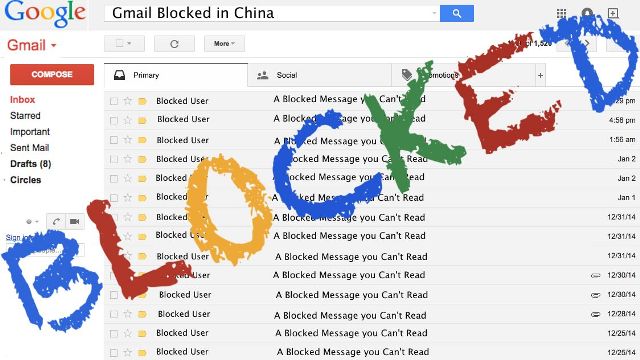 Google
Gmail Blocked in China
Gmail
More
1,520
COMPOSE
Primary
Social
Promotions
Inbox
Starred
Important
Sent Mail
Drafts (8)
Circles
BLOCKED
Blocked User A Blocked Message you Can't Read pm
Blocked User A Blocked Message you Can't Read 4:58 pm
Blocked User A Blocked Message you Can't Read 1:56 am
Blocked User A Blocked Message you Can't Read Jan 2
Blocked User A Blocked Message you Can't Read Jan 2
Blocked User A Blocked Message you Can't Read Jan 1
Blocked User A Blocked Message you Can't Read 12/31/14
Blocked User A Blocked Message you Can't Read 12/31/14
Blocked User A Blocked Message you Can't Read 12/31/14
Blocked User A Blocked Message you Can't Read 12/30/14
Blocked User A Blocked Message you Can't Read 12/30/14
Blocked User A Blocked Message you Can't Read 12/28/14
Blocked User A Blocked Message you Can't Read 12/25/14
Blocked User A Blocked Message you Can't Read 12/25/14